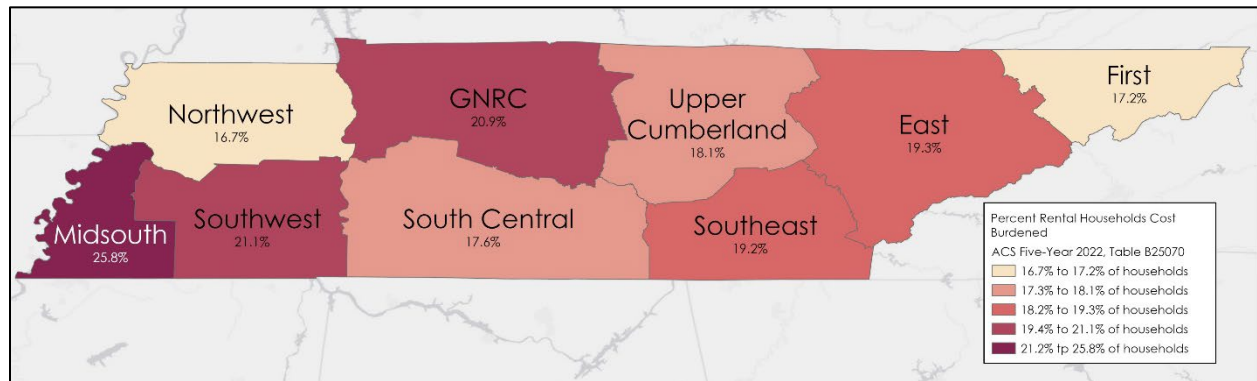 Northwest
16.7%
GNRC
20.9%
Upper
Cumberland
18.1%
East
19.3%
First
17.2%
Midsouth
25.8%
Southwest
21.1%
South Central
17.6%
Southeast
19.2%
Percent Rental Households Cost
Burdened
ACS Five-Year 2022, Table B25070
16.7% to 17.2% of households
17.3% to 18.1% of households
18.2% to 19.3% of households
19.4% to 21.1% of households
21.2% tp 25.8% of households